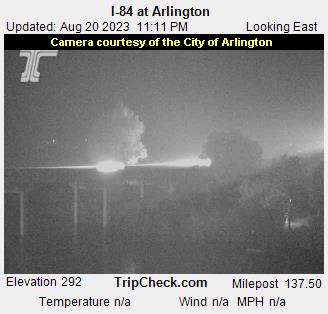 I-84 at Arlington
Updated: Aug 20 2023 11:11 PM Looking East
Camera courtesy of the City of Arlington
Elevation 292 TripCheck.com Milepost 137.50
Temperature n/a Wind n/a MPH n/a